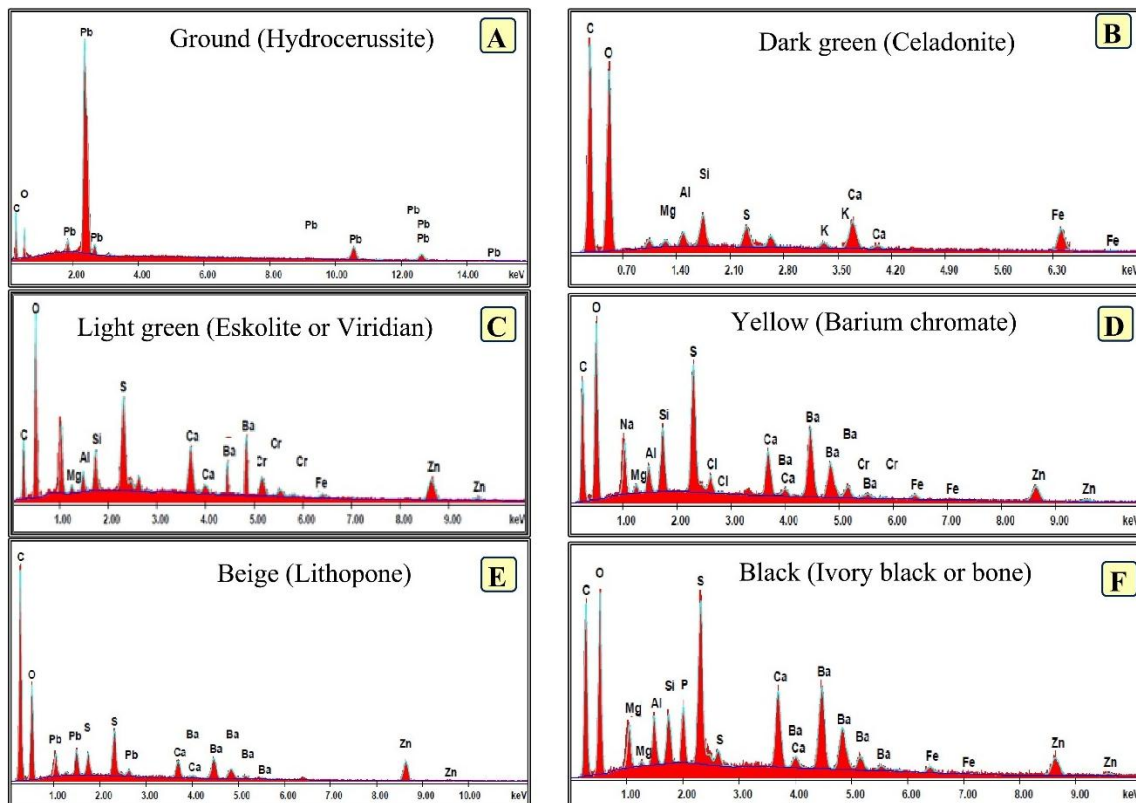 Ground (Hydrocerussite)
A
Pb
O
C
Pb
Pb
Pb
Pb
Pb
Pb
Pb
Pb
2.00 4.00 6.00 8.00 10.00 12.00 14.00 keV
Dark green (Celadonite)
B
C
O
Mg
Al
Si
S
K
K
Ca
Ca
Fe
Fe
0.70 1.40 2.10 2.80 3.50 4.20 4.90 5.60 6.30 keV
Light green (Eskolite or Viridian)
C
O
C
Mg
Al
Si
S
Ca
Ca
Ba
Ba
Cr
Cr
Cr
Fe
Zn
Zn
1.00 2.00 3.00 4.00 5.00 6.00 7.00 8.00 9.00 keV
Yellow (Barium chromate)
D
C
O
Na
Mg
Al
Si
S
Cl
Cl
Ca
Ba
Ca
Ba
Ba
Ba
Cr
Ba
Cr
Fe
Fe
Zn
Zn
1.00 2.00 3.00 4.00 5.00 6.00 7.00 8.00 9.00 keV
Beige (Lithopone)
E
C
O
Pb
Pb
S
S
Pb
Ca
Ba
Ca
Ba
Ba
Ba
Ba
Zn
Zn
1.00 2.00 3.00 4.00 5.00 6.00 7.00 8.00 9.00 10.00 keV
Black (Ivory black or bone)
F
C
O
Mg
Mg
Al
Si
P
S
S
Ca
Ba
Ca
Ba
Ba
Ba
Ba
Fe
Fe
Zn
Zn
1.00 2.00 3.00 4.00 5.00 6.00 7.00 8.00 9.00 keV